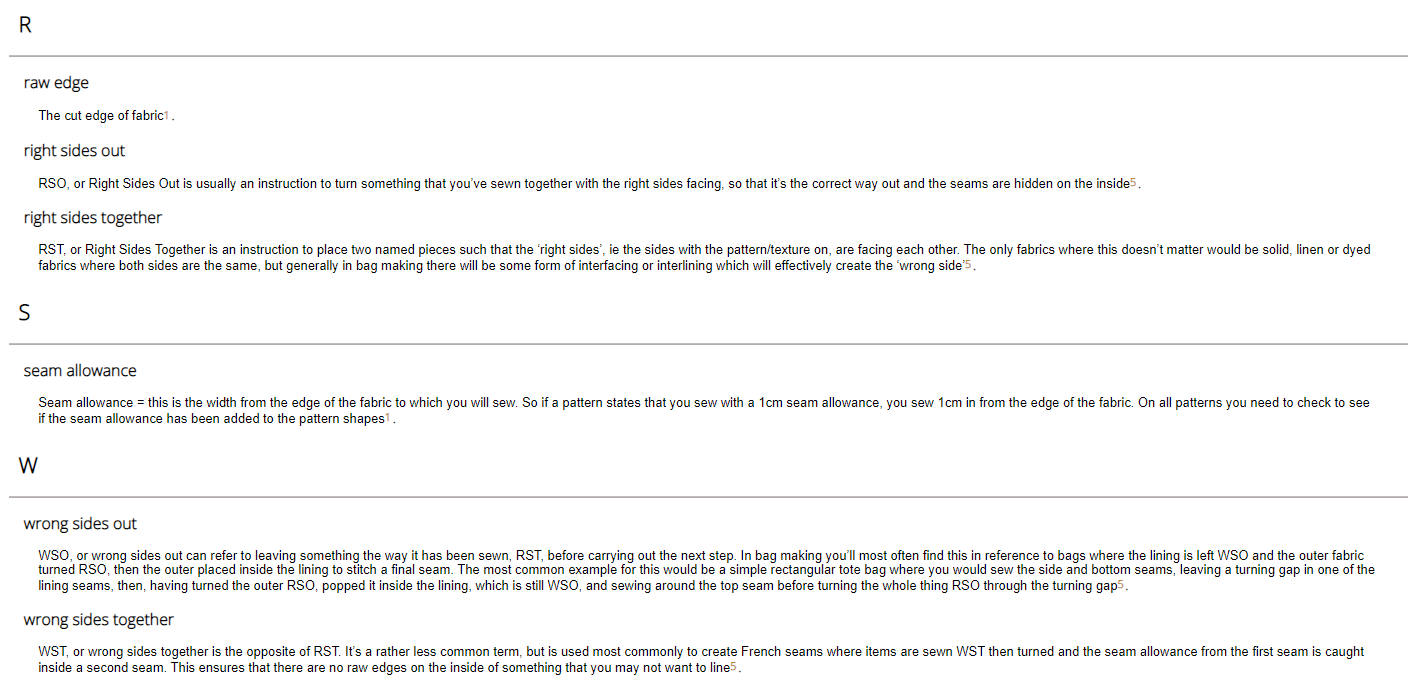 R
raw edge
The cut edge of fabric1 .
right sides out
RSO, or Right Sides Out is usually an instruction to turn something that you've sewn together with the right sides facing, so that it's the correct way out and the seams are hidden on the inside5 .
right sides together
RST, or Right Sides Together is an instruction to place two named pieces such that the 'right sides', ie the sides with the pattern/texture on, are facing each other. The only fabrics where this doesn't matter would be solid, linen or dyed
fabrics where both sides are the same, but generally in bag making there will be some form of interfacing or interlining which will effectively create the 'wrong side'5 .
S
seam allowance
Seam allowance = this is the width from the edge of the fabric to which you will sew. So if a pattern states that you sew with a 1cm seam allowance, you sew 1cm in from the edge of the fabric. On all patterns you need to check to see
if the seam allowance has been added to the pattern shapes1 .
W
wrong sides out
WSO, or wrong sides out can refer to leaving something the way it has been sewn, RST, before carrying out the next step. In bag making you'll most often find this in reference to bags where the lining is left WSO and the outer fabric
turned RSO, then the outer placed inside the lining to stitch a final seam. The most common example for this would be a simple rectangular tote bag where you would sew the side and bottom seams, leaving a turning gap in one of the
lining seams, then, having turned the outer RSO, popped it inside the lining, which is still WSO, and sewing around the top seam before turning the whole thing RSO through the turning gap5 .
wrong sides together
WST, or wrong sides together is the opposite of RST. It's a rather less common term, but is used most commonly to create French seams where items are sewn WST then turned and the seam allowance from the first seam is caught
inside a second seam. This ensures that there are no raw edges on the inside of something that you may not want to line5 .